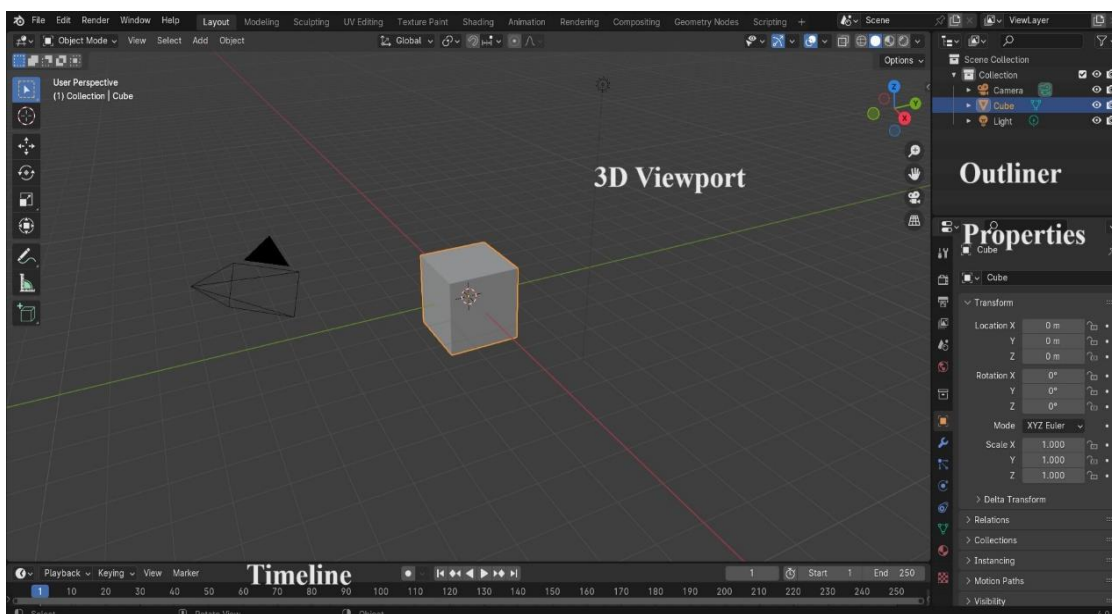 File Edit Render Window Help Layout Modeling Sculpting UV Editing Texture Paint Shading Animation Rendering Compositing Geometry Nodes Scripting + Scene ViewLayer
Object Mode View Select Add Object Global
Options
User Perspective
(1) Collection | Cube
Z
Y
X
3D Viewport
Scene Collection
Collection
Camera
Cube
Light
Outliner
Properties
Cube
Cube
Transform
Location X 0 m
Y 0 m
Z 0 m
Rotation X 0°
Y 0°
Z 0°
Mode XYZ Euler
Scale X 1.000
Y 1.000
Z 1.000
Delta Transform
Relations
Collections
Instancing
Motion Paths
Visibility
Playback Keying View Marker Timeline 1 Start 1 End 250
1 10 20 30 40 50 60 70 80 90 100 110 120 130 140 150 160 170 180 190 200 210 220 230 240 250
Select Rotate View Object